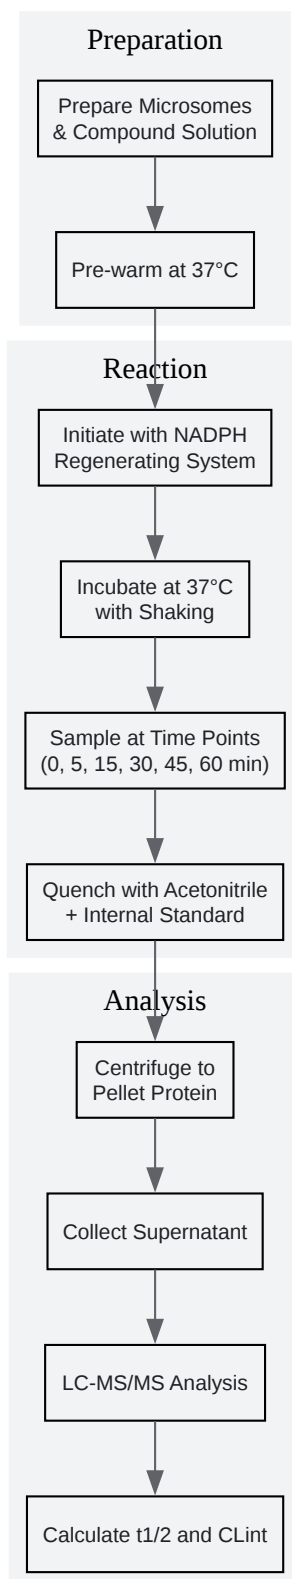 Preparation
Prepare Microsomes
& Compound Solution
Pre-warm at 37°C
Reaction
Initiate with NADPH
Regenerating System
Incubate at 37°C
with Shaking
Sample at Time Points
(0, 5, 15, 30, 45, 60 min)
Quench with Acetonitrile
+ Internal Standard
Analysis
Centrifuge to
Pellet Protein
Collect Supernatant
LC-MS/MS Analysis
Calculate t1/2 and CLint